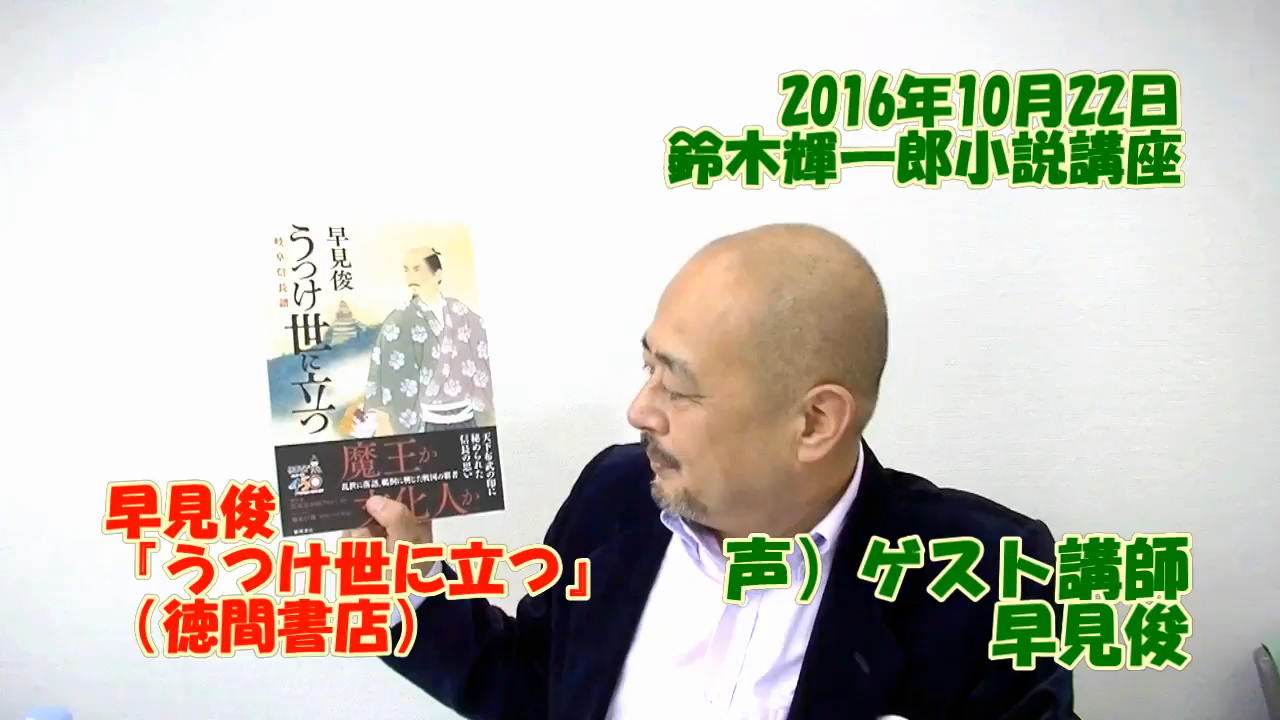 2016年10月22日
鈴木輝一郎小説講座
早見俊
うつけ世に立つ
岐阜信長譜
天下布武の印に
秘められた
信長の思い
魔王か
乱世に落語、鵜飼に興じた戦国の覇者
文化人か
早見俊
『うつけ世に立つ』
（徳間書店）
声）ゲスト講師
早見俊